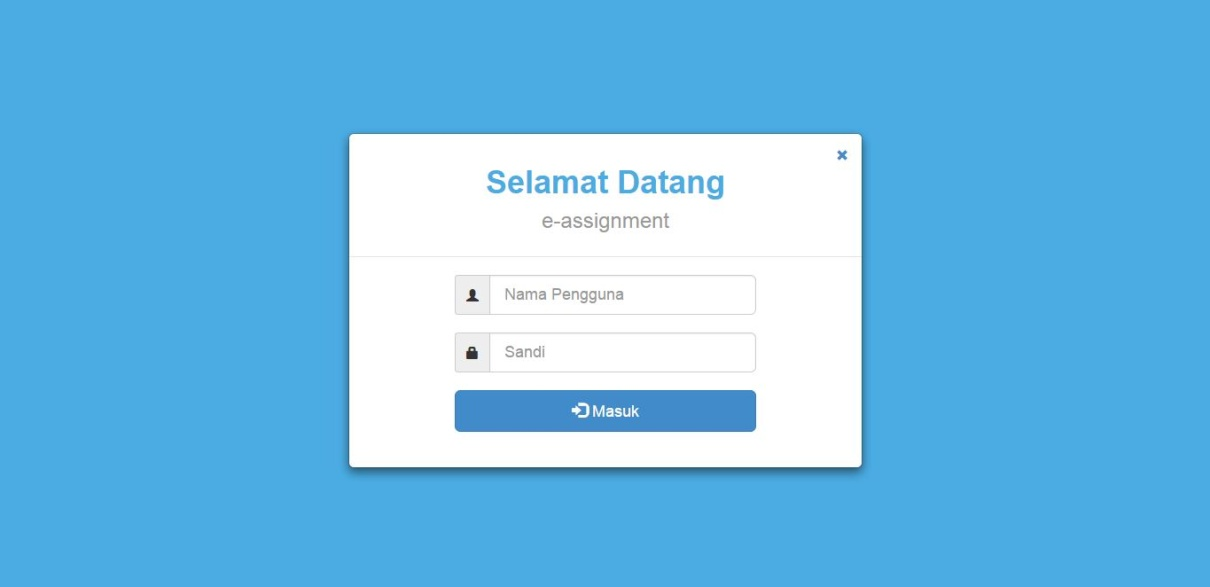 Selamat Datang
e-assignment
Nama Pengguna
Sandi
Masuk